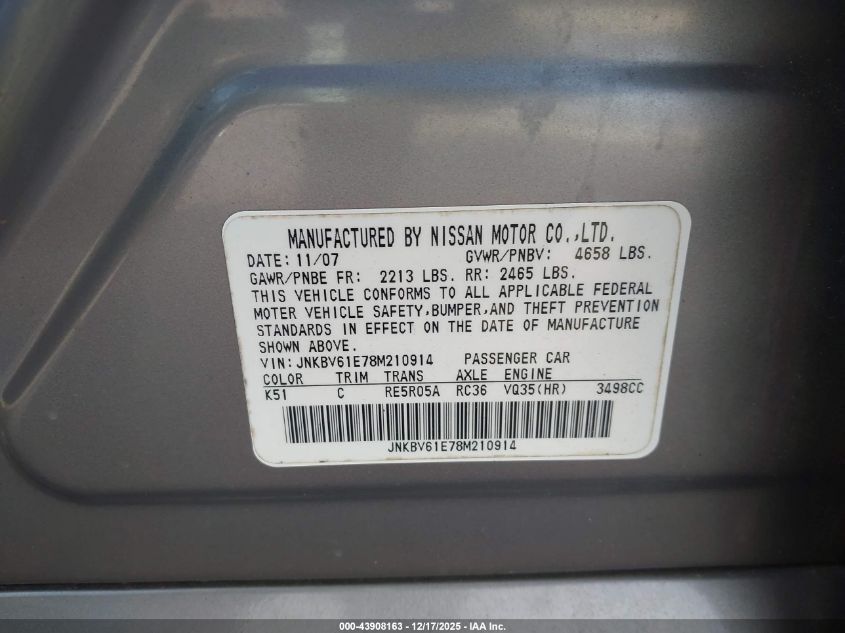 MANUFACTURED BY NISSAN MOTOR CO.,LTD.
DATE: 11/07 GVWR/PNBV: 4658 LBS.
GAWR/PNBE FR: 2213 LBS. RR: 2465 LBS.
THIS VEHICLE CONFORMS TO ALL APPLICABLE FEDERAL
MOTER VEHICLE SAFETY,BUMPER,AND THEFT PREVENTION
STANDARDS IN EFFECT ON THE DATE OF MANUFACTURE
SHOWN ABOVE.
VIN: JNKBV61E78M210914 PASSENGER CAR
COLOR TRIM TRANS AXLE ENGINE
K51 C RE5R05A RC36 VQ35(HR) 3498CC
JNKBV61E78M210914
000-43908163 - 12/17/2025 - IAA Inc.